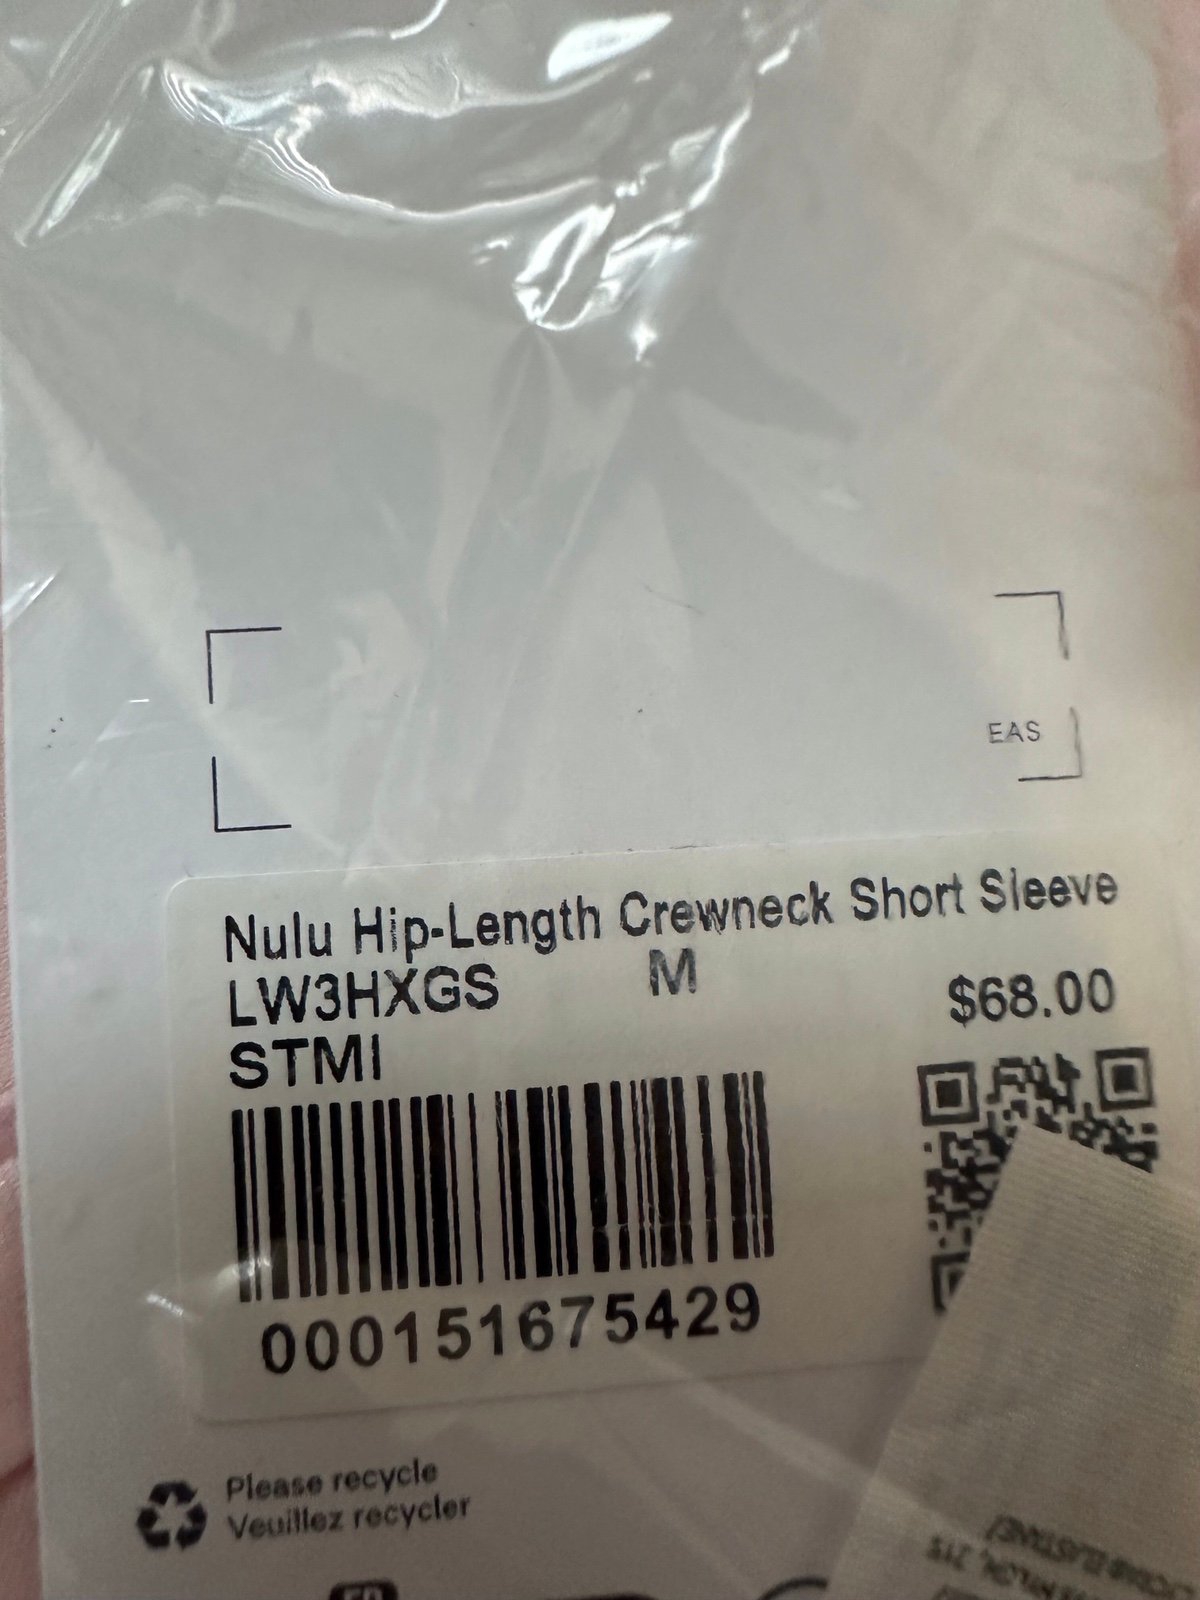 EAS
Nulu Hip-Length Crewneck Short Sleeve
LW3HXGS M
$68.00
STMI
000151675429
Please recycle
Veuillez recycler